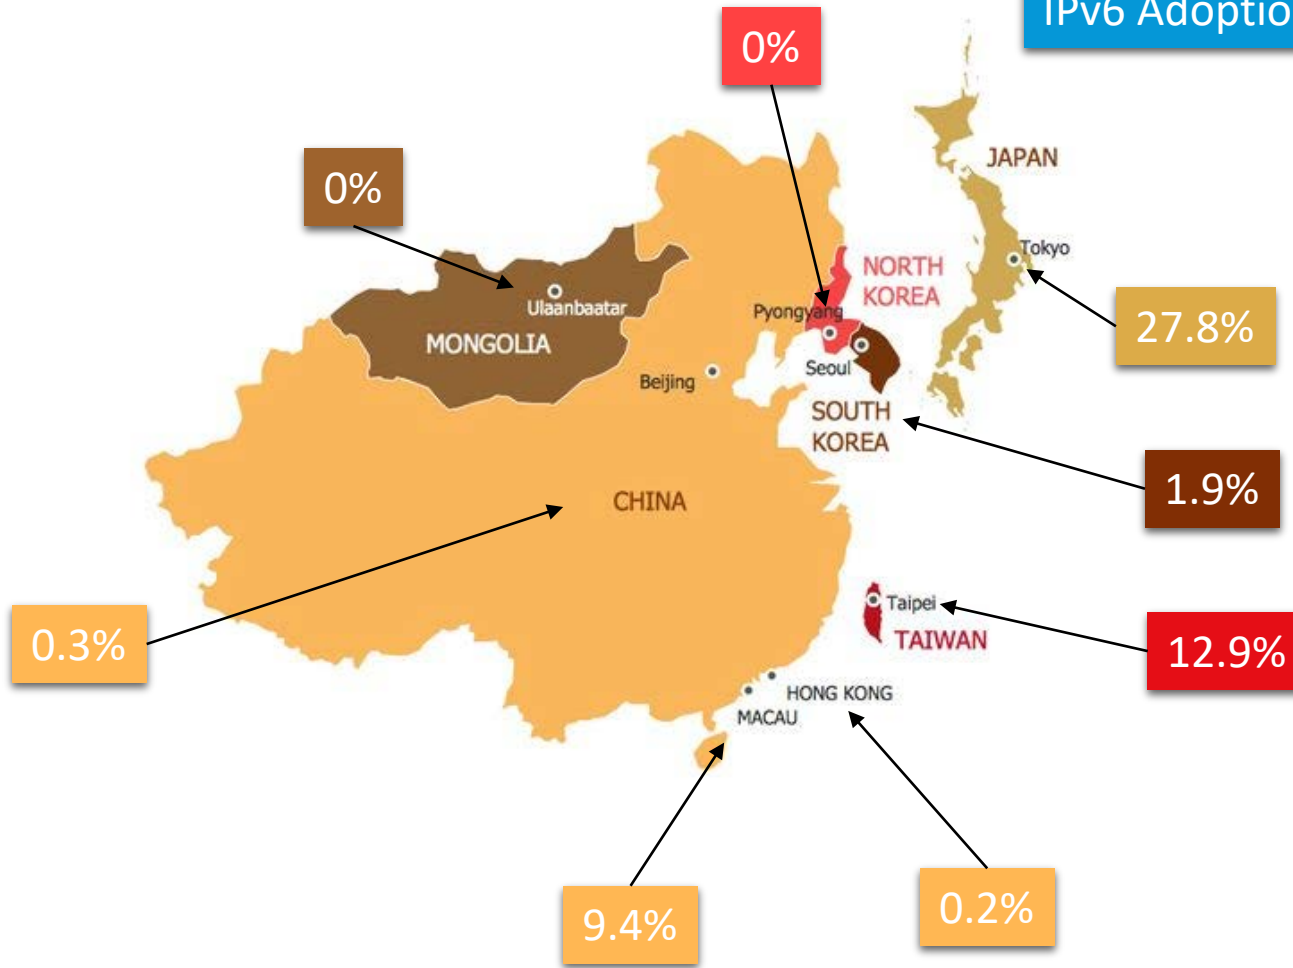 IPv6 Adoptio
0%
JAPAN
0%
Tokyo
NORTH
KOREA
Ulaanbaatar
Pyongyang
27.8%
MONGOLIA
Seoul
Beijing
SOUTH
KOREA
1.9%
CHINA
Taipei
0.3%
TAIWAN
12.9%
HONG KONG
MACAU
9.4%
0.2%